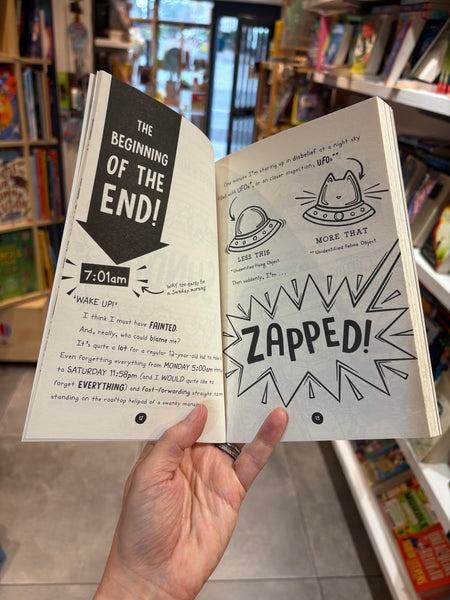 THE
BEGINNING
OF THE
END!
7:01am
WAY too early for
a Sunday morning
'WAKE UP!'
I think I must have FAINTED.
And, really, who could blame me?
It's quite a lot for a regular 12-year-old kid to
Even forgetting everything from MONDAY 5:00am
to SATURDAY 11:58pm (and I WOULD quite like to
forget EVERYTHING) and fast-forwarding straight to
standing on the rooftop helipad of a swanky
12
One minute I'm staring up in disbelief at a night sky
filled with UFOs*, or on closer inspection, UFOs**
LESS THIS
* Unidentified Flying Object
MORE THAT
** Unidentified Feline Object
Then suddenly, I'm ...
ZAPPED!
13